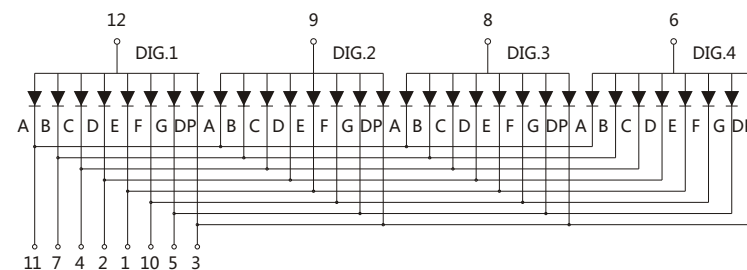 12 9 8 6
DIG.1 DIG.2 DIG.3 DIG.4
A B C D E F G DP A B C D E F G DP A B C D E F G DP A B C D E F G
11 7 4 2 1 10 5 3